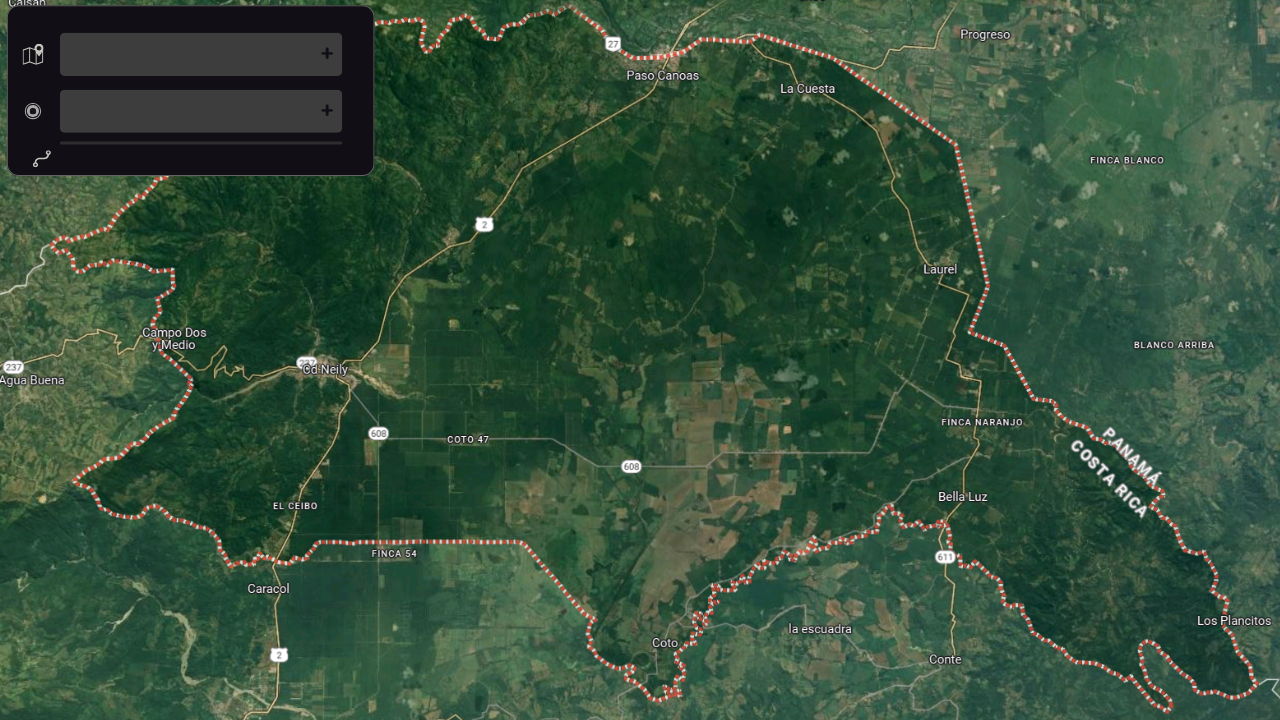 Caisán
27
Progreso
Paso Canoas
La Cuesta
FINCA BLANCO
2
Laurel
Campo Dos
y Medio
BLANCO ARRIBA
237
237
Cd Neily
Agua Buena
FINCA NARANJO
608
COTO 47
PANAMÁ
COSTA RICA
608
Bella Luz
EL CEIBO
FINCA 54
611
Caracol
Los Plancitos
la escuadra
Coto
2
Conte